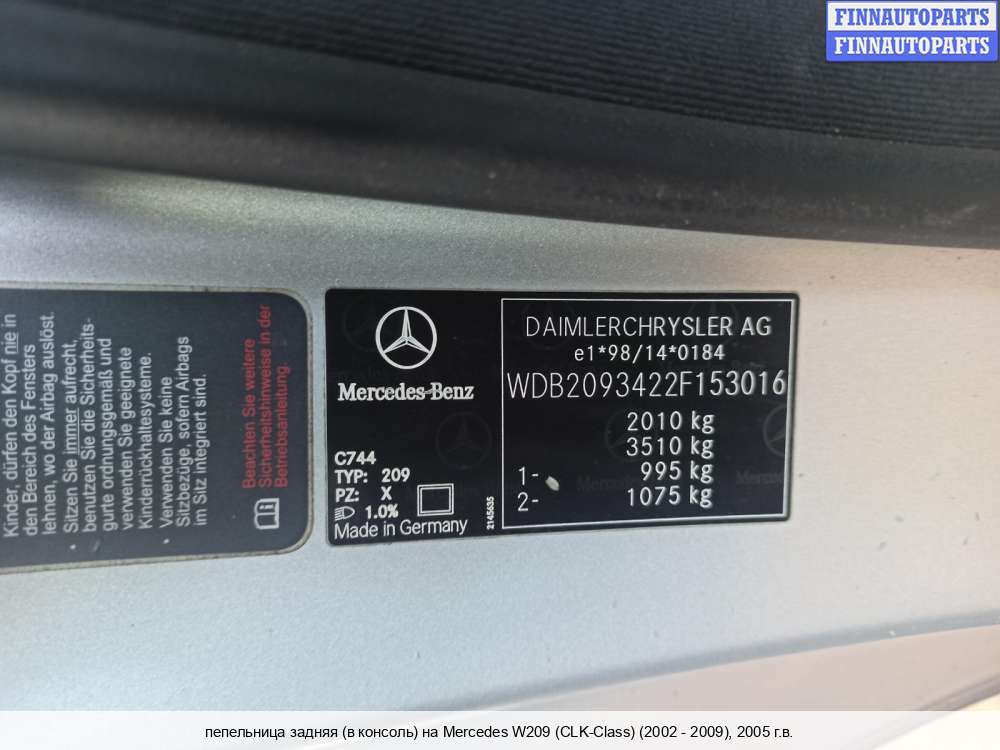 FINNAUTOPARTS
FINNAUTOPARTS
Kinder, dürfen den Kopf nie in
den Bereich des Fensters
lehnen, wo der Airbag auslöst.
• Sitzen Sie immer aufrecht,
benutzen Sie die Sicherheits-
gurte ordnungsgemäß und
verwenden Sie geeignete
Kinderrückhaltesysteme.
• Verwenden Sie keine
Sitzbezüge, sofern Airbags
im Sitz integriert sind.
Beachten Sie weitere
Sicherheitshinweise in der
Betriebsanleitung.
Mercedes-Benz
C744
TYP: 209
PZ: X
1.0%
Made in Germany
2145635
DAIMLERCHRYSLER AG
e1*98/14*0184
WDB2093422F153016
2010 kg
3510 kg
1- 995 kg
2- 1075 kg
пепельница задняя (в консоль) на Mercedes W209 (CLK-Class) (2002 - 2009), 2005 г.в.